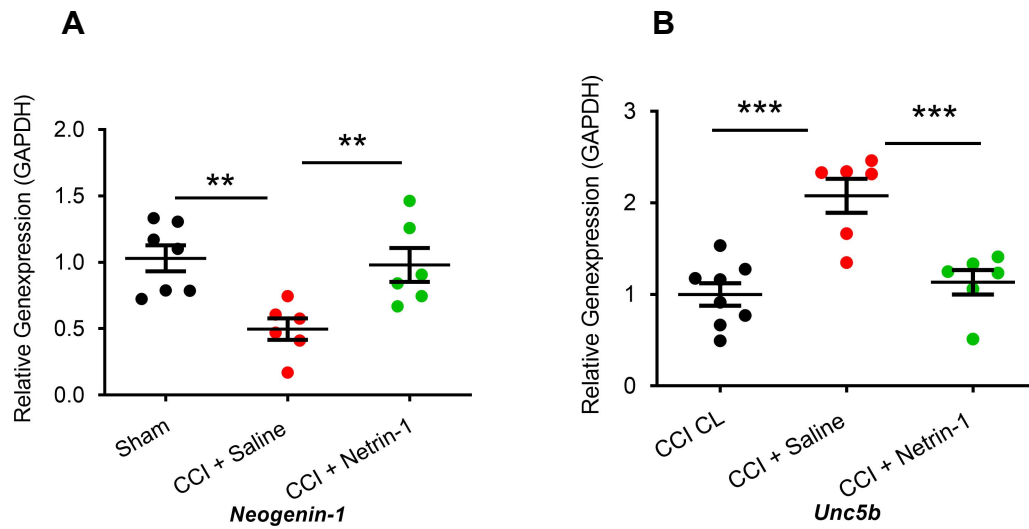 A
Relative Genexpression (GAPDH)
2.0
1.5
1.0
0.5
0.0
**
**
Sham
CCI + Saline
CCI + Netrin-1
Neogenin-1
B
Relative Genexpression (GAPDH)
3
2
1
0
***
***
CCI CL
CCI + Saline
CCI + Netrin-1
Unc5b